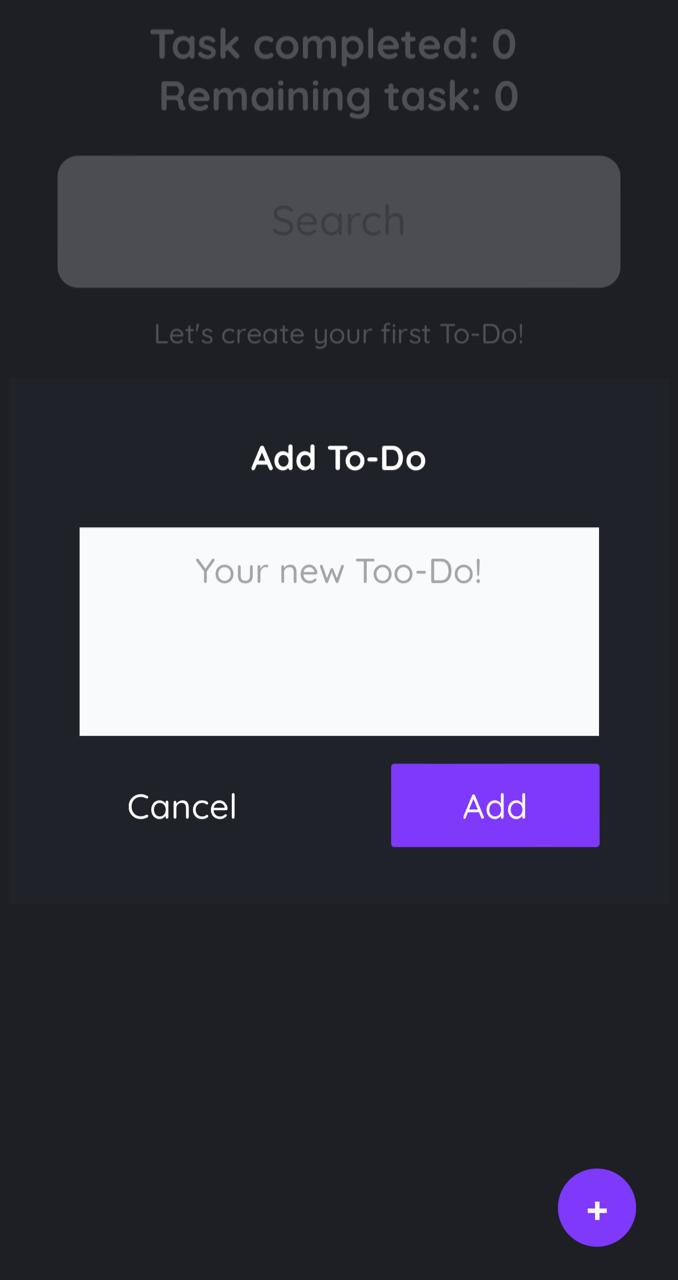 Task completed: 0
Remaining task: 0
Search
Let's create your first To-Do!
Add To-Do
Your new Too-Do!
Cancel
Add
+